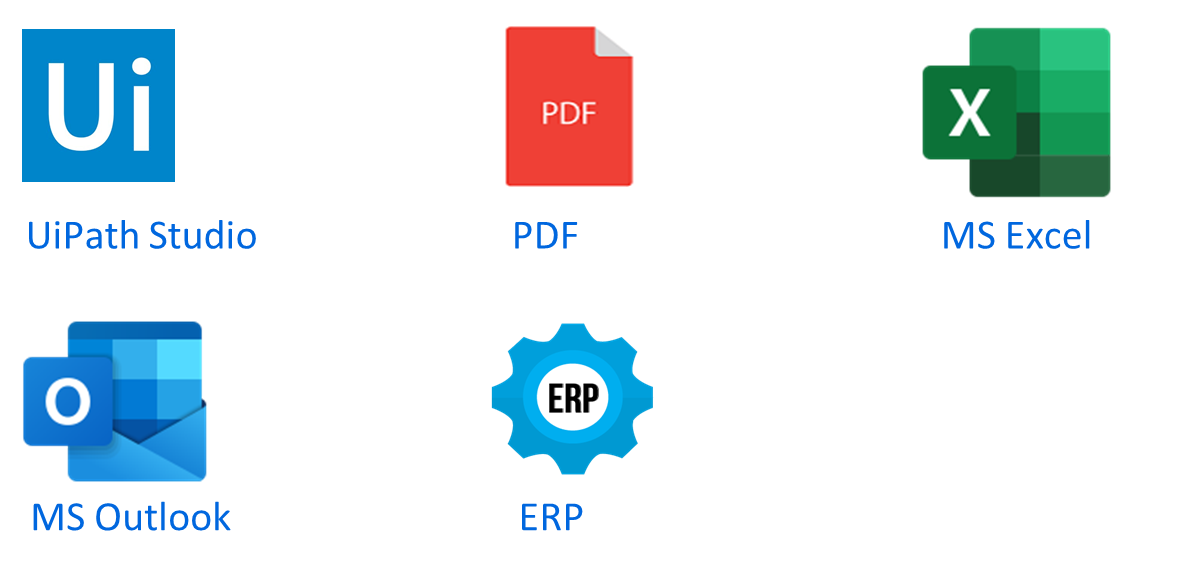 Ui
PDF
X
UiPath Studio
PDF
MS Excel
O
ERP
MS Outlook
ERP